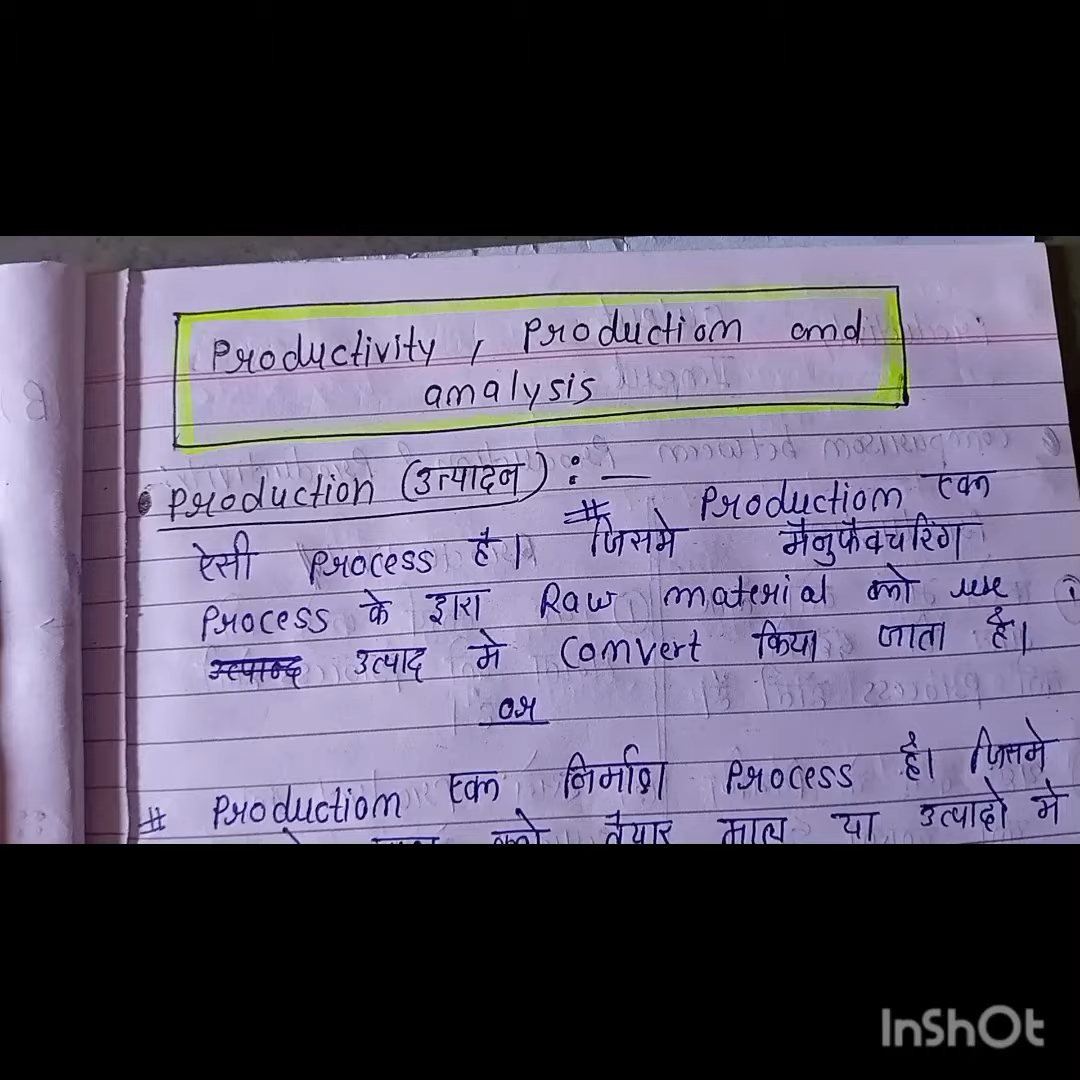 Productivity, Production and
analysis
• Production (उत्पादन) : —
# Production एक
ऐसी Process है। जिसमे मैनुफैक्चरिंग
Process के द्वारा Raw material को use
उत्पाद मे Convert किया जाता है।
or
# Production एक निर्माण Process है। जिसमे
को तैयार माल या उत्पादो मे
InShOt